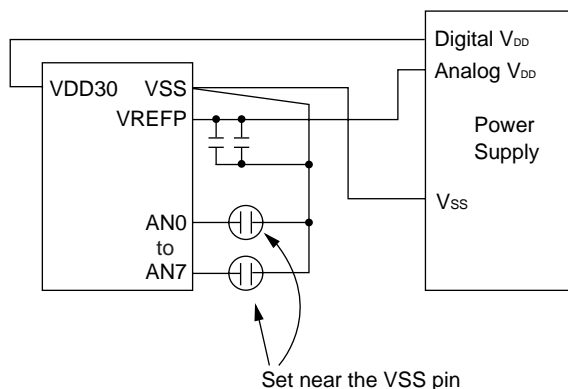 Digital VDD
VDD30 VSS
Analog VDD
VREFP
Power
Supply
VSS
AN0
to
AN7
Set near the VSS pin